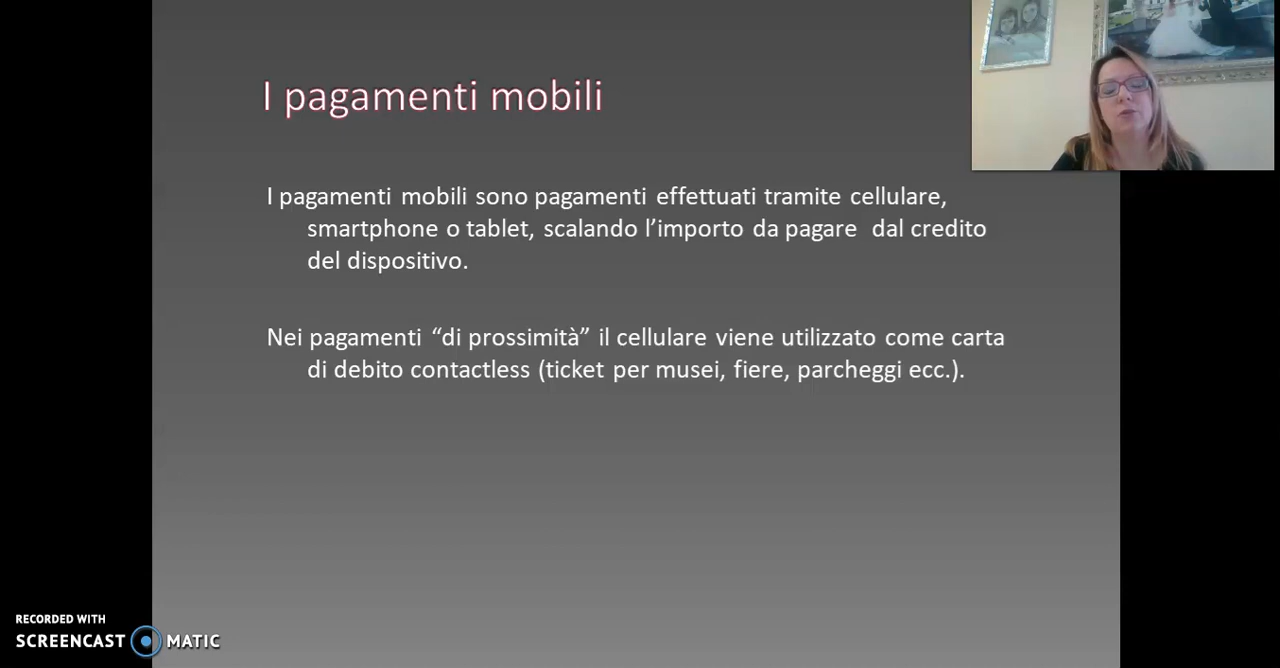 I pagamenti mobili
I pagamenti mobili sono pagamenti effettuati tramite cellulare,
smartphone o tablet, scalando l’importo da pagare dal credito
del dispositivo.
Nei pagamenti “di prossimità” il cellulare viene utilizzato come carta
di debito contactless (ticket per musei, fiere, parcheggi ecc.).
RECORDED WITH
SCREENCAST MATIC